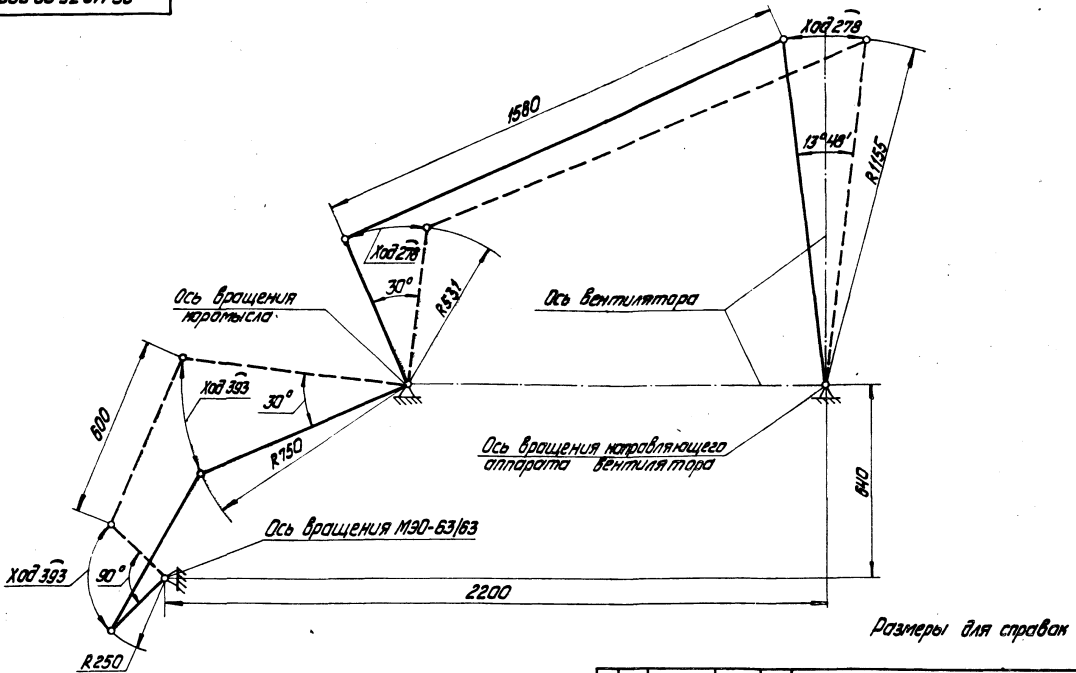 Ход 278
1580
13°48'
R1155
Ход 278
30°
R531
Ось вращения
коромысла
Ось вентилятора
Ход 393
30°
600
R750
Ось вращения направляющего
аппарата вентилятора
640
Ось вращения МЭО-63/63
Ход 393
90°
2200
R250
Размеры для справок